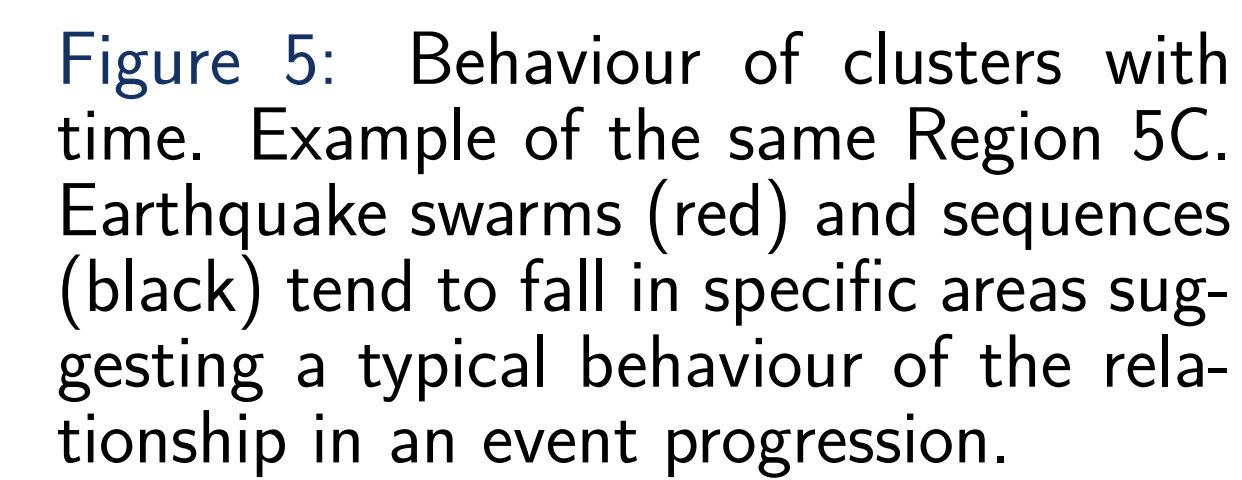 Figure 5: Behaviour of clusters with
time. Example of the same Region 5C.
Earthquake swarms (red) and sequences
(black) tend to fall in specific areas sug-
gesting a typical behaviour of the rela-
tionship in an event progression.